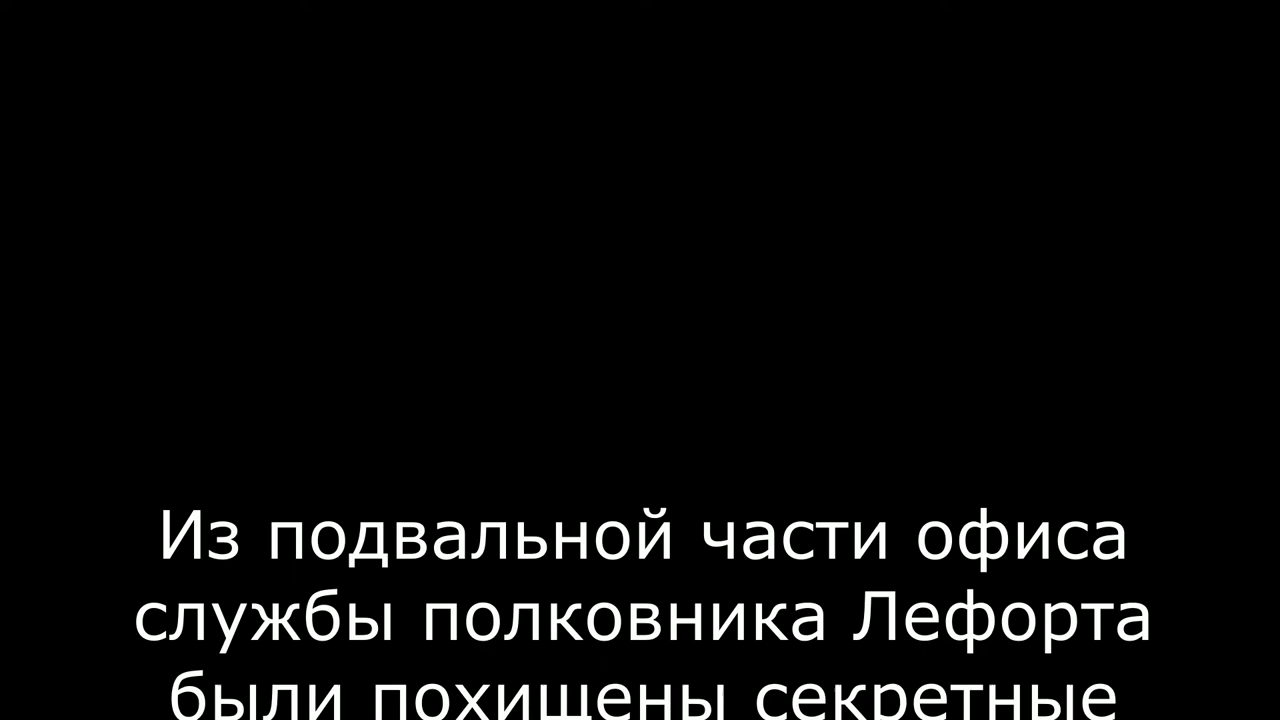 Из подвальной части офиса
службы полковника Лефорта
были похищены секретные